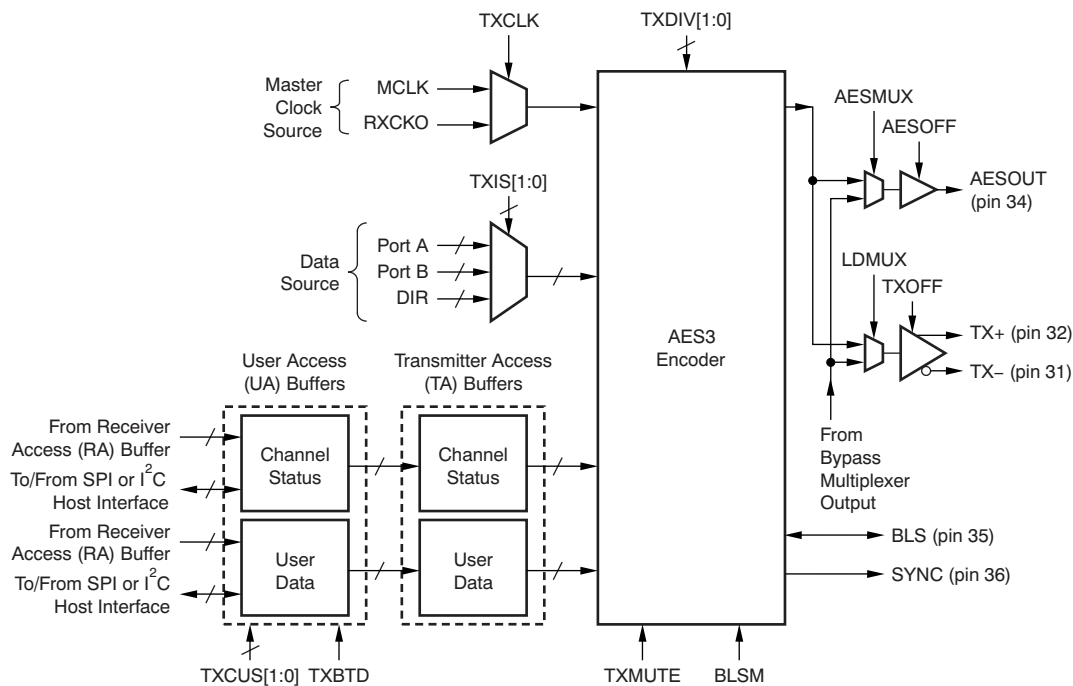 TXCLK
TXDIV[1:0]
Master
Clock
Source
MCLK
RXCKO
AESMUX
AESOFF
AESOUT
(pin 34)
TXIS[1:0]
Data
Source
Port A
Port B
DIR
AES3
Encoder
LDMUX
TXOFF
TX+ (pin 32)
TX− (pin 31)
From
Bypass
Multiplexer
Output
User Access
(UA) Buffers
Transmitter Access
(TA) Buffers
From Receiver
Access (RA) Buffer
To/From SPI or I²C
Host Interface
From Receiver
Access (RA) Buffer
To/From SPI or I²C
Host Interface
Channel
Status
Channel
Status
User
Data
User
Data
BLS (pin 35)
SYNC (pin 36)
TXCUS[1:0]
TXBTD
TXMUTE
BLSM